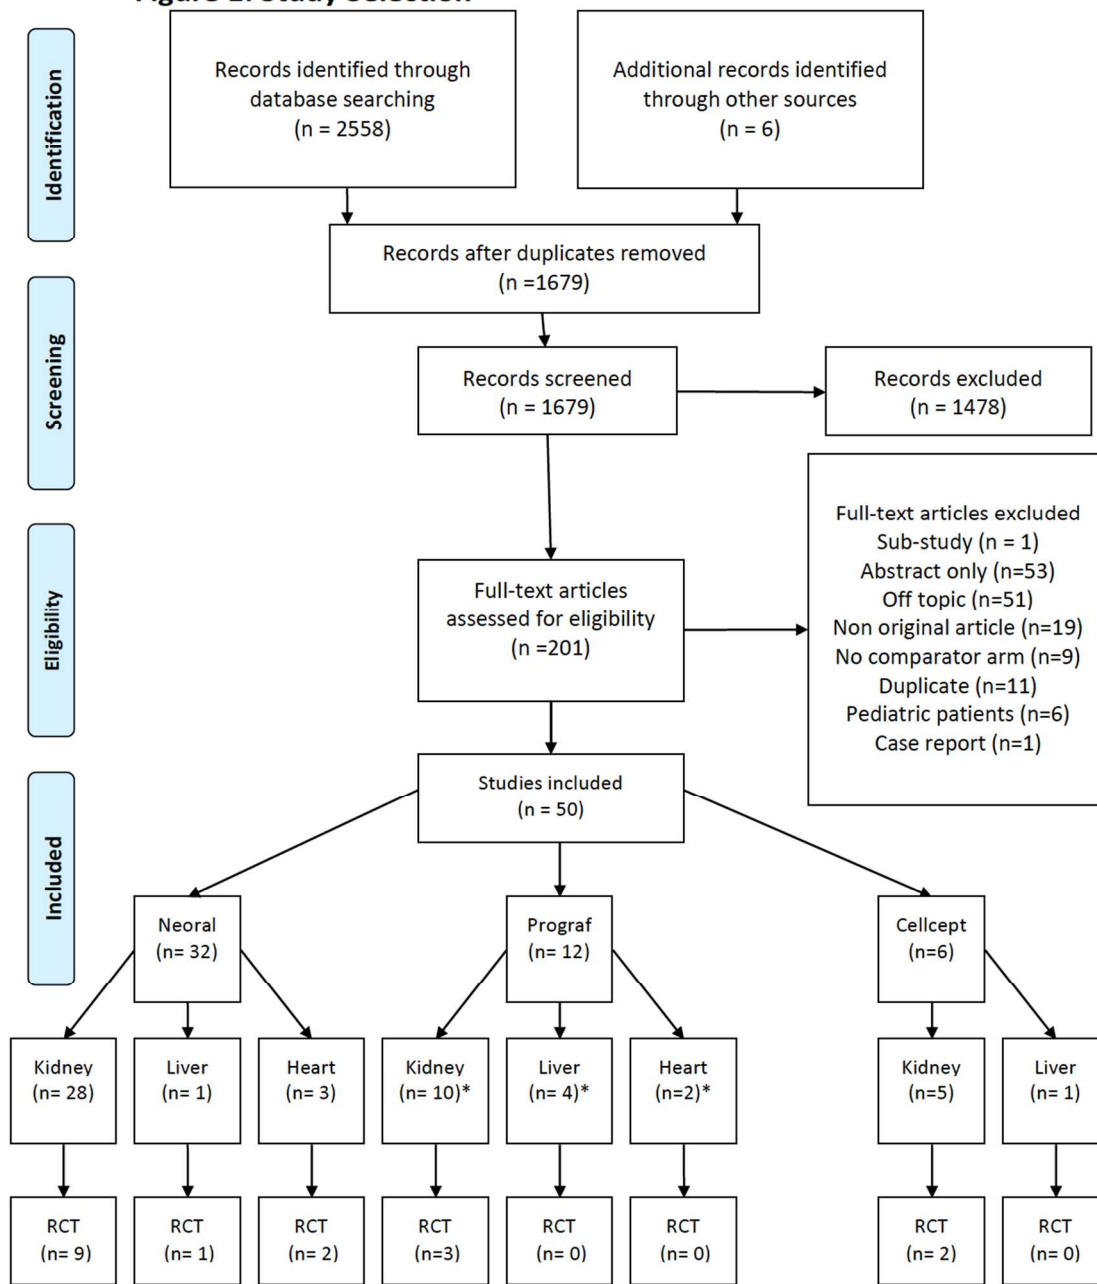 Figure 1: Study Selection
Identification
Records identified through
database searching
(n = 2558)
Additional records identified
through other sources
(n = 6)
Records after duplicates removed
(n =1679)
Screening
Records screened
(n = 1679)
Records excluded
(n = 1478)
Eligibility
Full-text articles
assessed for eligibility
(n =201)
Full-text articles excluded
Sub-study (n = 1)
Abstract only (n=53)
Off topic (n=51)
Non original article (n=19)
No comparator arm (n=9)
Duplicate (n=11)
Pediatric patients (n=6)
Case report (n=1)
Included
Studies included
(n = 50)
Neoral
(n= 32)
Prograf
(n= 12)
Cellcept
(n=6)
Kidney
(n= 28)
Liver
(n= 1)
Heart
(n= 3)
Kidney
(n= 10)*
Liver
(n= 4)*
Heart
(n=2)*
Kidney
(n=5)
Liver
(n= 1)
RCT
(n= 9)
RCT
(n= 1)
RCT
(n= 2)
RCT
(n=3)
RCT
(n= 0)
RCT
(n= 0)
RCT
(n= 2)
RCT
(n= 0)